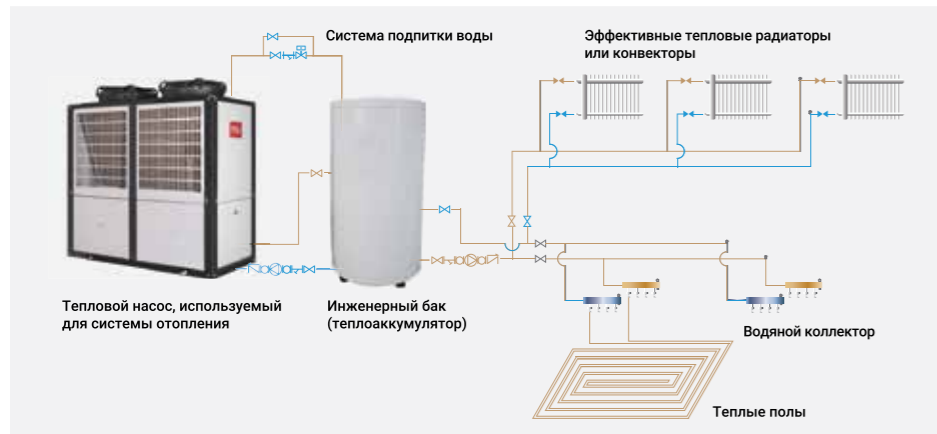 Система подпитки воды
Эффективные тепловые радиаторы
или конвекторы
Тепловой насос, используемый
для системы отопления
Инженерный бак
(теплоаккумулятор)
Водяной коллектор
Теплые полы